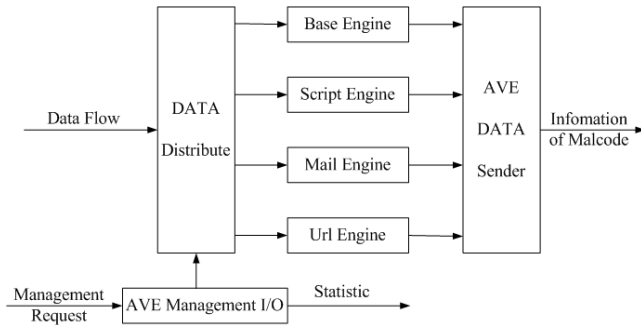 Base Engine
DATA
Distribute
Script Engine
AVE
DATA
Sender
Data Flow
Infomation
of Malcode
Mail Engine
Url Engine
Management
Request
AVE Management I/O
Statistic